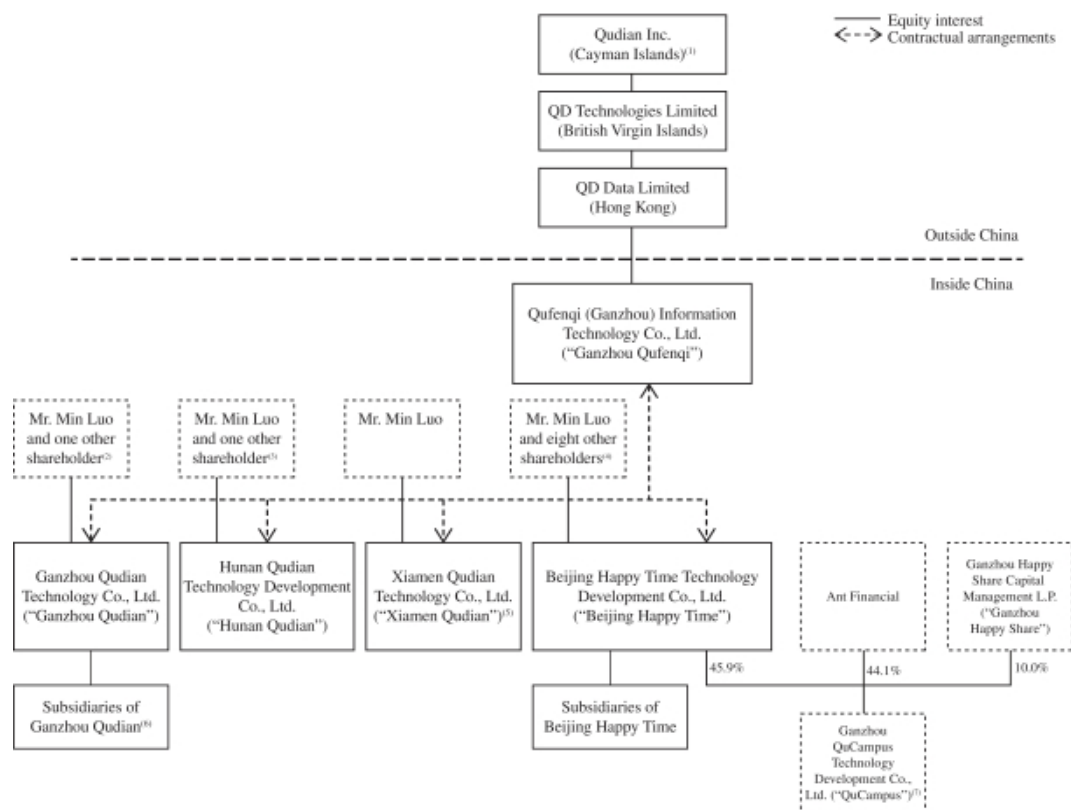 Qudian Inc.
(Cayman Islands)(1)
Equity interest
Contractual arrangements
QD Technologies Limited
(British Virgin Islands)
QD Data Limited
(Hong Kong)
Outside China
Inside China
Qufenqi (Ganzhou) Information
Technology Co., Ltd.
(“Ganzhou Qufenqi”)
Mr. Min Luo
and one other
shareholder(2)
Mr. Min Luo
and one other
shareholder(3)
Mr. Min Luo
Mr. Min Luo
and eight other
shareholders(4)
Ganzhou Qudian
Technology Co., Ltd.
(“Ganzhou Qudian”)
Hunan Qudian
Technology Development
Co., Ltd.
(“Hunan Qudian”)
Xiamen Qudian
Technology Co., Ltd.
(“Xiamen Qudian”)(5)
Beijing Happy Time Technology
Development Co., Ltd.
(“Beijing Happy Time”)
Ant Financial
Ganzhou Happy
Share Capital
Management L.P.
(“Ganzhou
Happy Share”)
45.9%
44.1%
10.0%
Subsidiaries of
Ganzhou Qudian(6)
Subsidiaries of
Beijing Happy Time
Ganzhou
QuCampus
Technology
Development Co.,
Ltd. (“QuCampus”)(7)